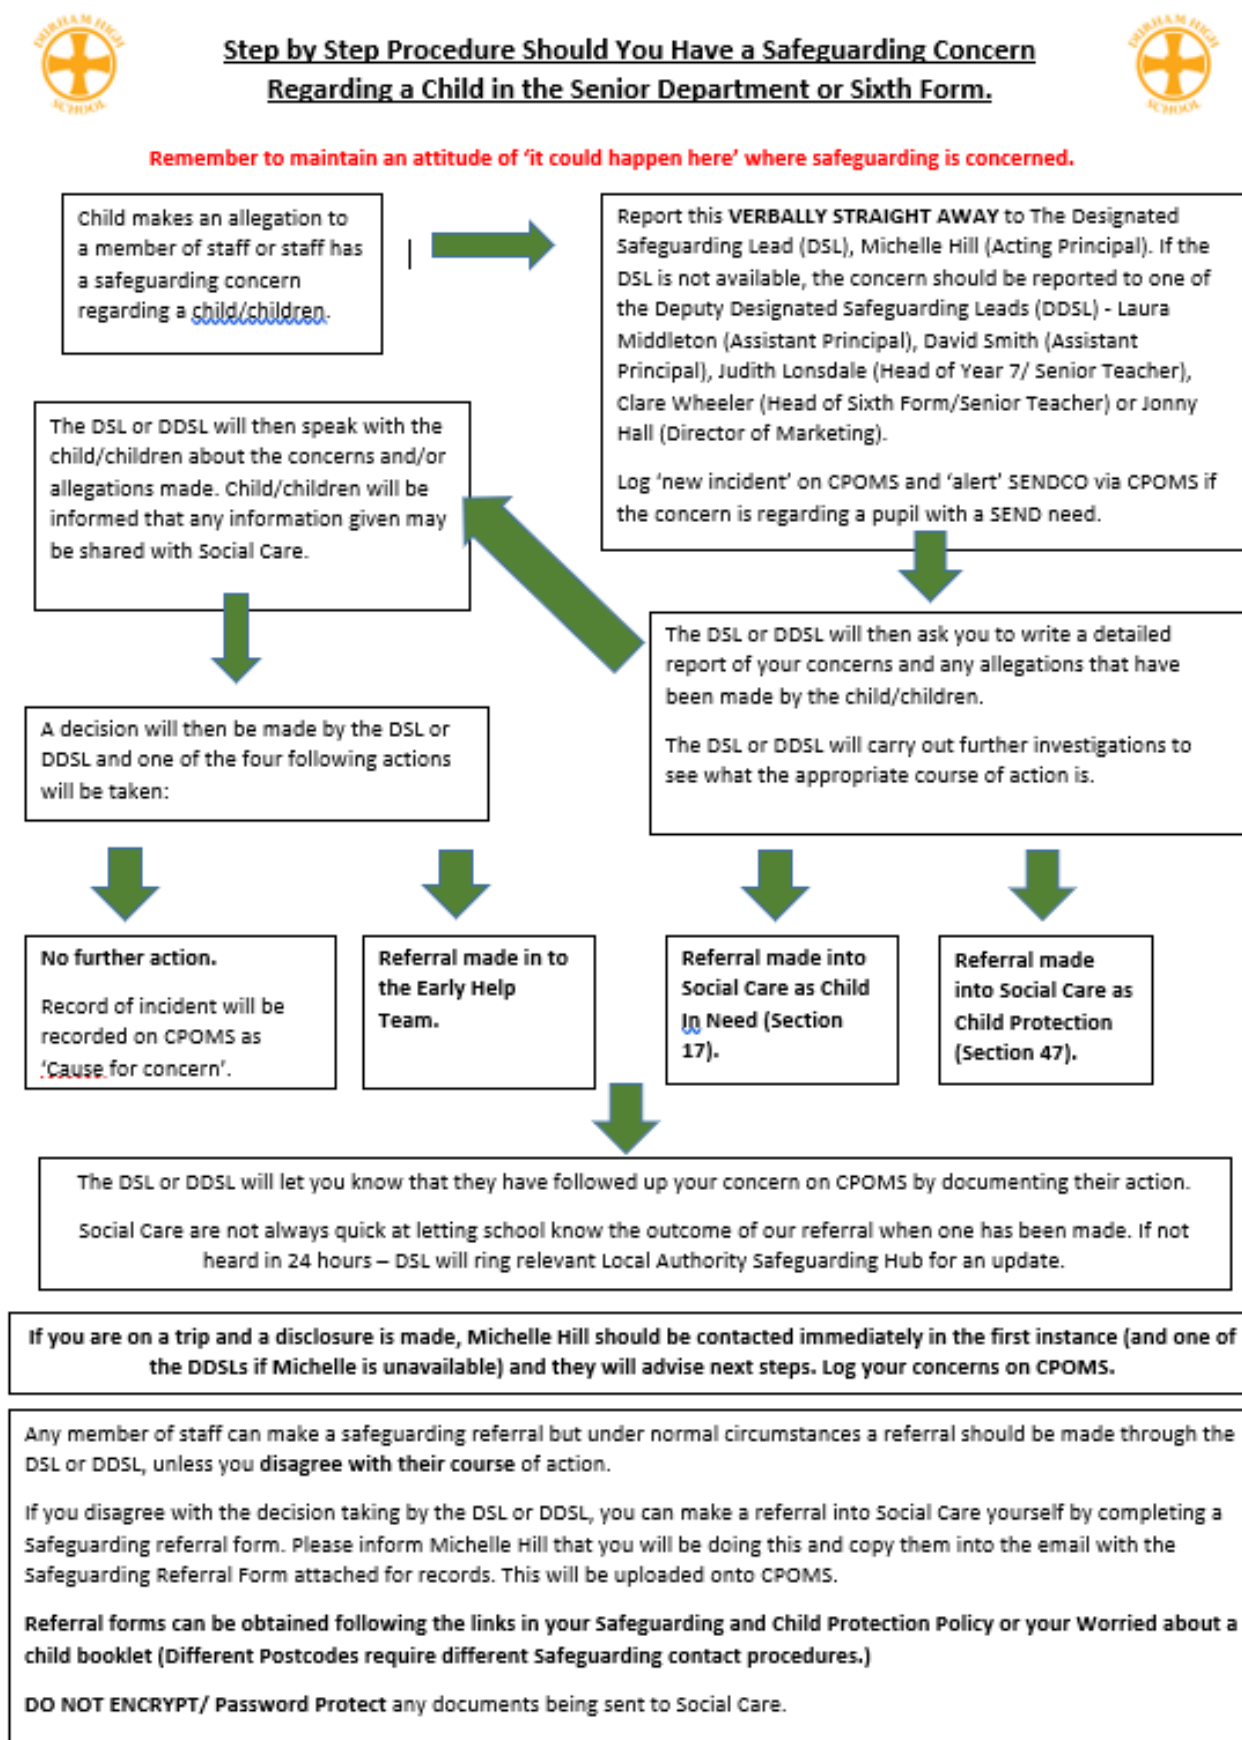 DURHAM HIGH
SCHOOL
Step by Step Procedure Should You Have a Safeguarding Concern
Regarding a Child in the Senior Department or Sixth Form.
DURHAM HIGH
SCHOOL
Remember to maintain an attitude of ‘it could happen here’ where safeguarding is concerned.
Child makes an allegation to
a member of staff or staff has
a safeguarding concern
regarding a child/children.
Report this VERBALLY STRAIGHT AWAY to The Designated
Safeguarding Lead (DSL), Michelle Hill (Acting Principal). If the
DSL is not available, the concern should be reported to one of
the Deputy Designated Safeguarding Leads (DDSL) - Laura
Middleton (Assistant Principal), David Smith (Assistant
Principal), Judith Lonsdale (Head of Year 7/ Senior Teacher),
Clare Wheeler (Head of Sixth Form/Senior Teacher) or Jonny
Hall (Director of Marketing).
Log ‘new incident’ on CPOMS and ‘alert’ SENDCO via CPOMS if
the concern is regarding a pupil with a SEND need.
The DSL or DDSL will then ask you to write a detailed
report of your concerns and any allegations that have
been made by the child/children.
The DSL or DDSL will carry out further investigations to
see what the appropriate course of action is.
The DSL or DDSL will then speak with the
child/children about the concerns and/or
allegations made. Child/children will be
informed that any information given may
be shared with Social Care.
A decision will then be made by the DSL or
DDSL and one of the four following actions
will be taken:
No further action.
Record of incident will be
recorded on CPOMS as
‘Cause for concern’.
Referral made in to
the Early Help
Team.
Referral made into
Social Care as Child
In Need (Section
17).
Referral made
into Social Care as
Child Protection
(Section 47).
The DSL or DDSL will let you know that they have followed up your concern on CPOMS by documenting their action.
Social Care are not always quick at letting school know the outcome of our referral when one has been made. If not
heard in 24 hours – DSL will ring relevant Local Authority Safeguarding Hub for an update.
If you are on a trip and a disclosure is made, Michelle Hill should be contacted immediately in the first instance (and one of
the DDSLs if Michelle is unavailable) and they will advise next steps. Log your concerns on CPOMS.
Any member of staff can make a safeguarding referral but under normal circumstances a referral should be made through the
DSL or DDSL, unless you disagree with their course of action.
If you disagree with the decision taking by the DSL or DDSL, you can make a referral into Social Care yourself by completing a
Safeguarding referral form. Please inform Michelle Hill that you will be doing this and copy them into the email with the
Safeguarding Referral Form attached for records. This will be uploaded onto CPOMS.
Referral forms can be obtained following the links in your Safeguarding and Child Protection Policy or your Worried about a
child booklet (Different Postcodes require different Safeguarding contact procedures.)
DO NOT ENCRYPT/ Password Protect any documents being sent to Social Care.